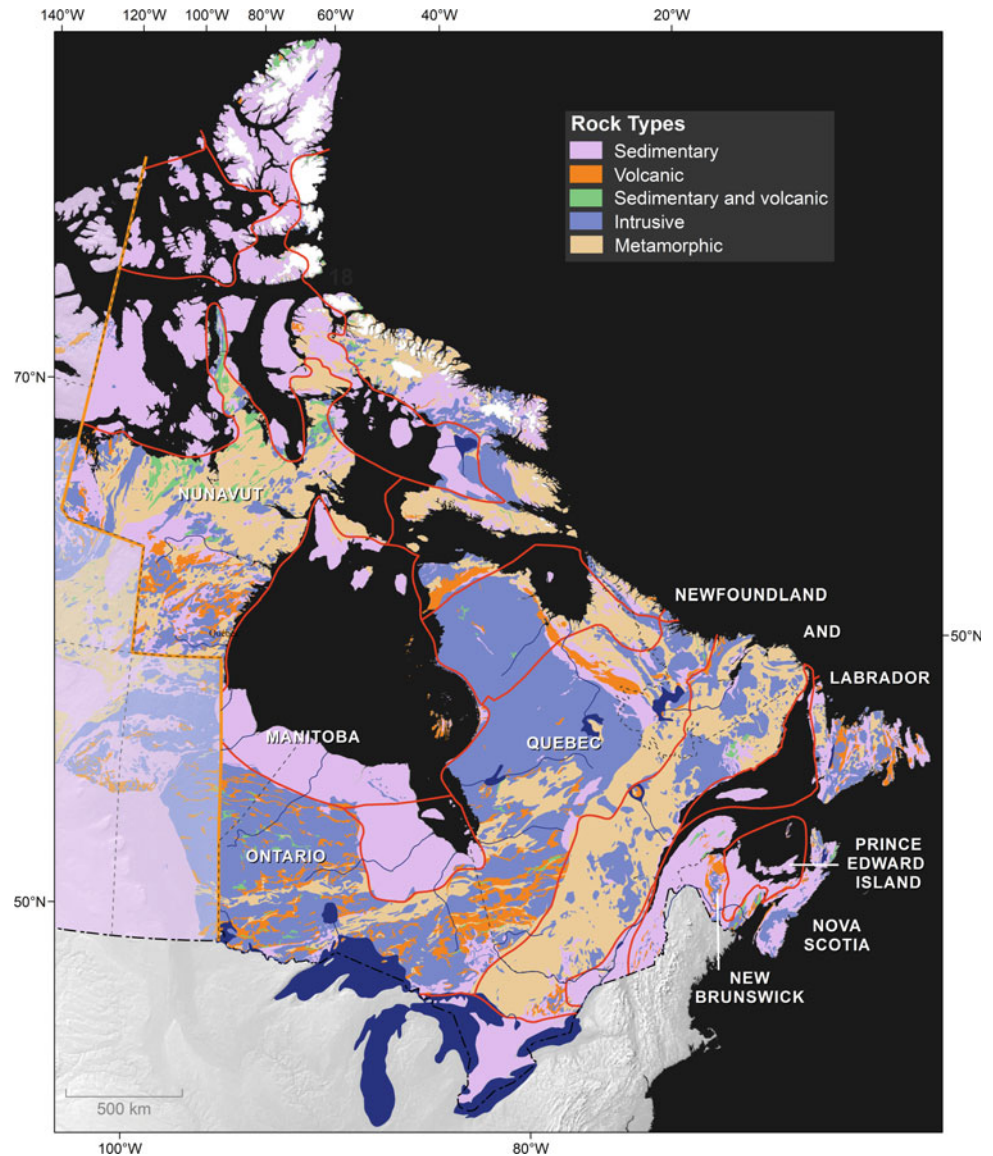 140°W 120°W 100°W 80°W 60°W 40°W 20°W
Rock Types
Sedimentary
Volcanic
Sedimentary and volcanic
Intrusive
Metamorphic
18
70°N
NUNAVUT
NEWFOUNDLAND
AND
LABRADOR
50°N
MANITOBA
QUEBEC
ONTARIO
PRINCE
EDWARD
ISLAND
50°N
NOVA
SCOTIA
NEW
BRUNSWICK
500 km
100°W 80°W